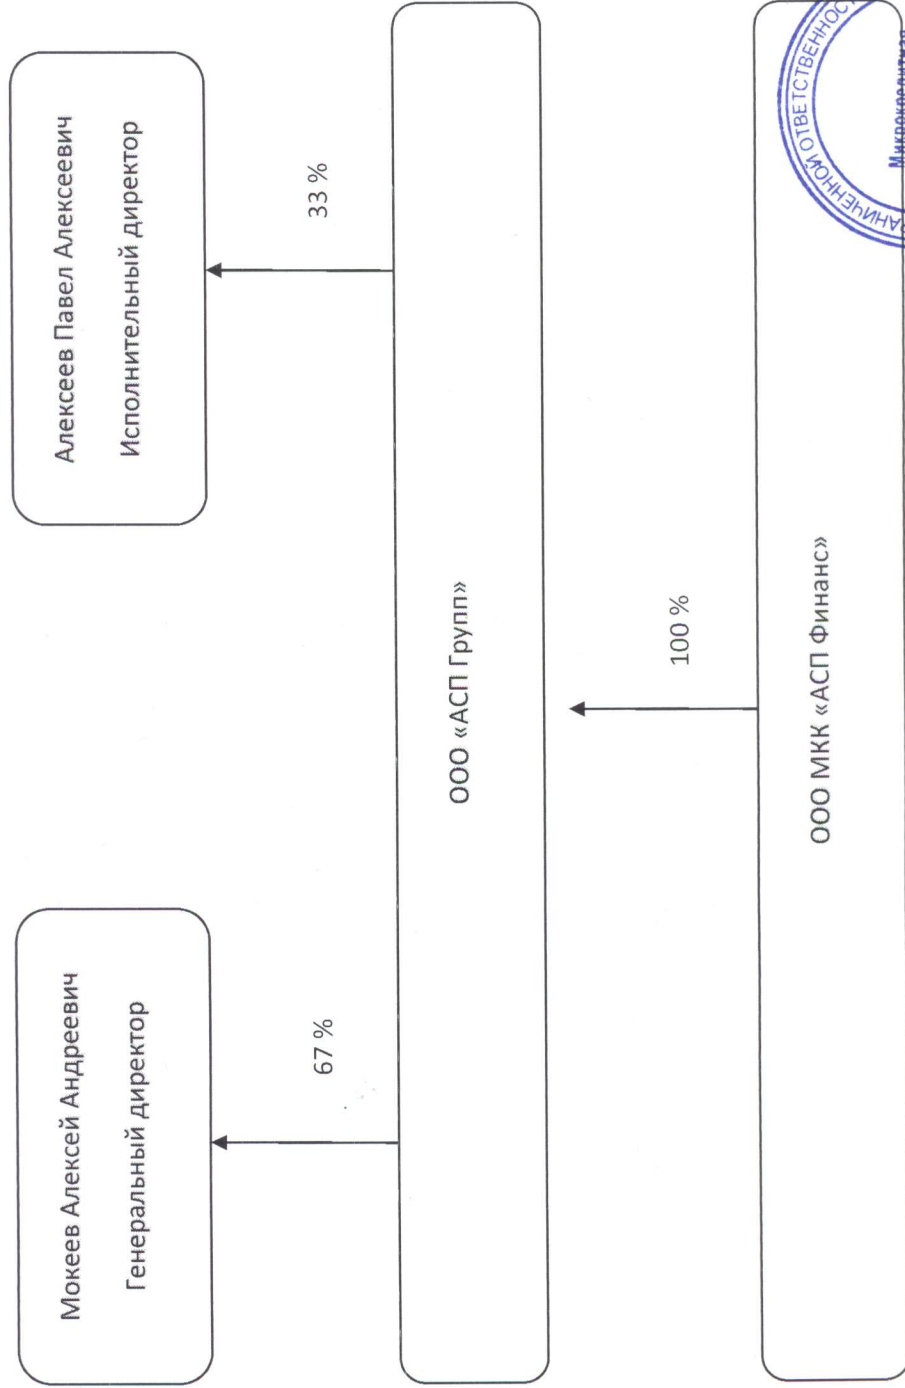 Мокеев Алексей Андреевич
Генеральный директор
Алексеев Павел Алексеевич
Исполнительный директор
67 %
33 %
ООО «АСП Групп»
100 %
ООО МКК «АСП Финанс»
ОТВЕТСТВЕННОС